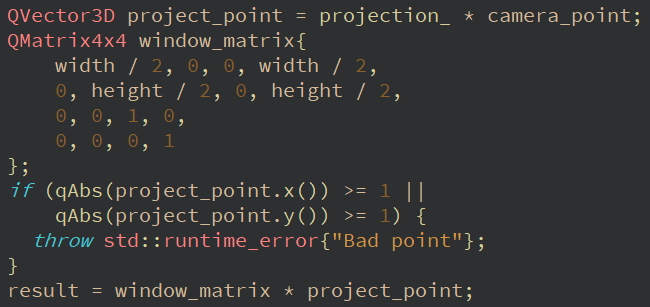 QVector3D project_point = projection_ * camera_point;
QMatrix4x4 window_matrix{
    width / 2, 0, 0, width / 2,
    0, height / 2, 0, height / 2,
    0, 0, 1, 0,
    0, 0, 0, 1
};
if (qAbs(project_point.x()) >= 1 ||
    qAbs(project_point.y()) >= 1) {
  throw std::runtime_error{"Bad point"};
}
result = window_matrix * project_point;